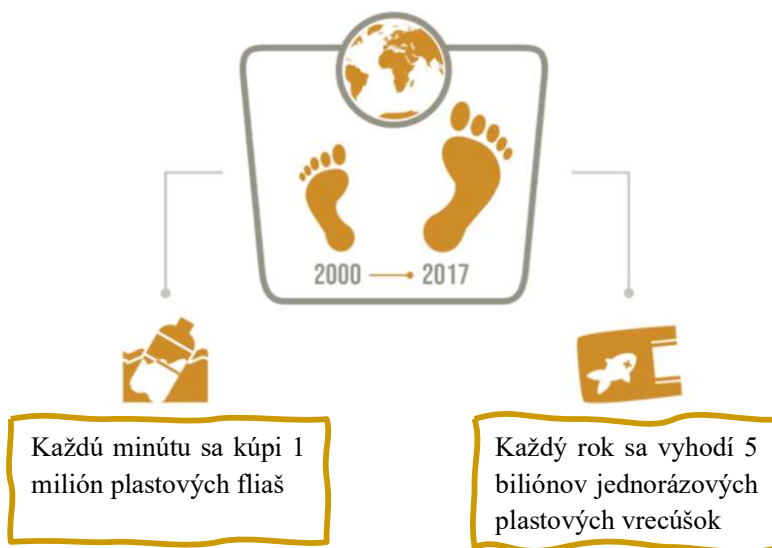 2000 2017
Každú minútu sa kúpi 1
milión plastových fliaš
Každý rok sa vyhodí 5
biliónov jednorázových
plastových vrecúšok